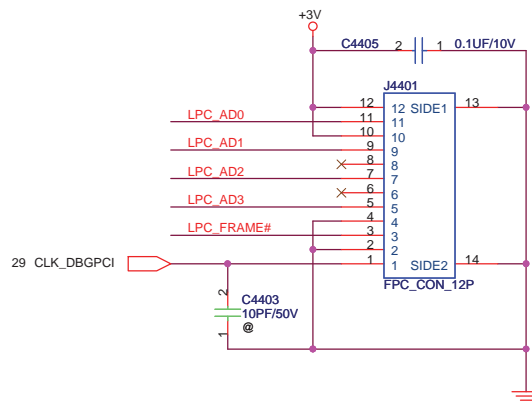 +3V
C4405 2 1 0.1UF/10V
J4401
12 12 SIDE1 13
LPC_AD0 11 11
10 10
LPC_AD1 9 9
8 8
LPC_AD2 7 7
6 6
LPC_AD3 5 5
4 4
LPC_FRAME# 3 3
2 2
29 CLK_DBGPCI 1 1 SIDE2 14
FPC_CON_12P
2 C4403
10PF/50V
1 @